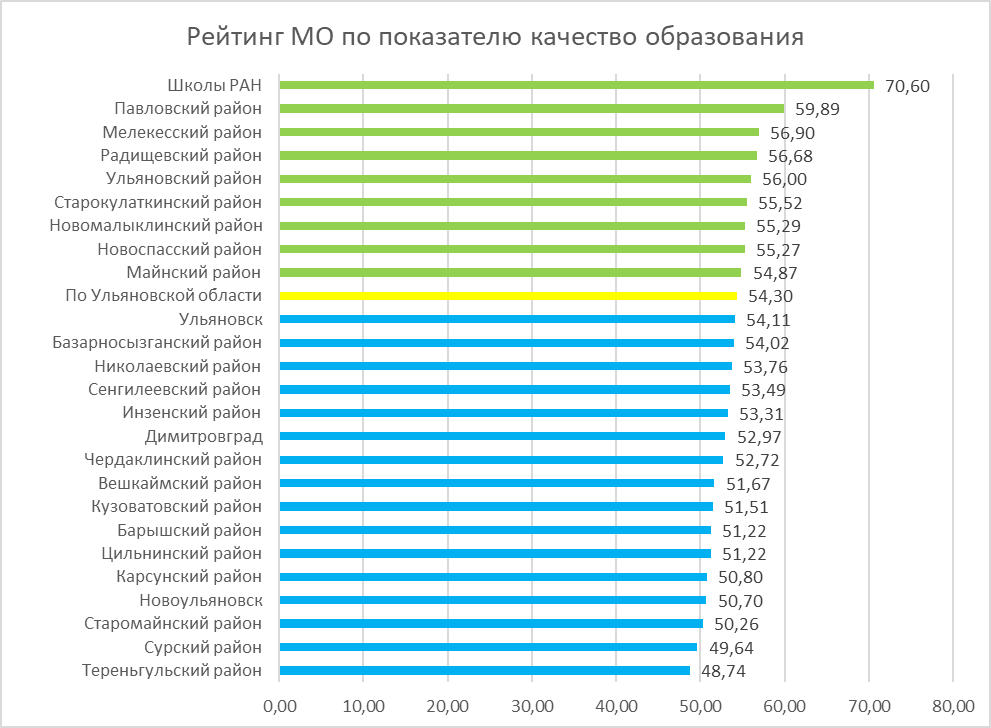 Рейтинг МО по показателю качество образования
Школы РАН 70,60
Павловский район 59,89
Мелекесский район 56,90
Радищевский район 56,68
Ульяновский район 56,00
Старокулаткинский район 55,52
Новомалыклинский район 55,29
Новоспасский район 55,27
Майнский район 54,87
По Ульяновской области 54,30
Ульяновск 54,11
Базарносызганский район 54,02
Николаевский район 53,76
Сенгилеевский район 53,49
Инзенский район 53,31
Димитровград 52,97
Чердаклинский район 52,72
Вешкаймский район 51,67
Кузоватовский район 51,51
Барышский район 51,22
Цильнинский район 51,22
Карсунский район 50,80
Новоульяновск 50,70
Старомайнский район 50,26
Сурский район 49,64
Тереньгульский район 48,74
0,00 10,00 20,00 30,00 40,00 50,00 60,00 70,00 80,00